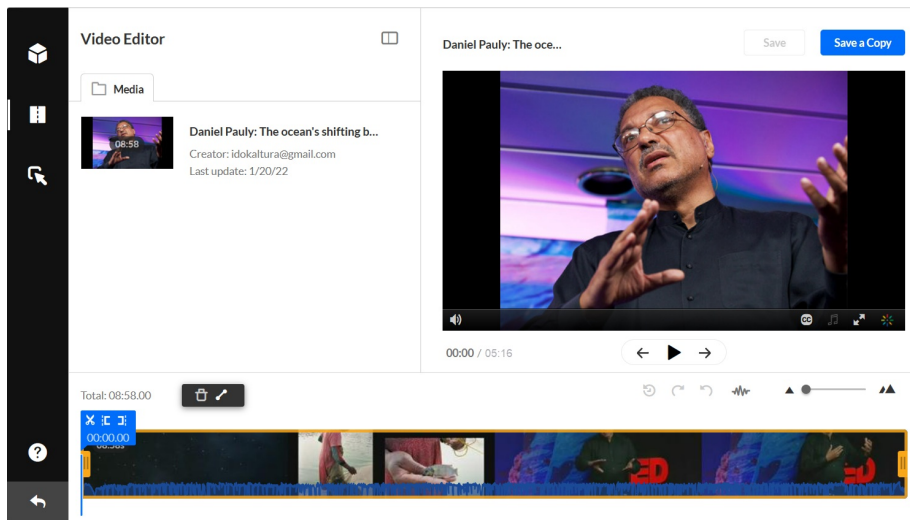 Video Editor
Daniel Pauly: The oce...
Save
Save a Copy
Media
08:58
Daniel Pauly: The ocean's shifting b...
Creator: idokaltura@gmail.com
Last update: 1/20/22
CC
00:00 / 05:16
Total: 08:58.00
00:00.00
ED
ED
?